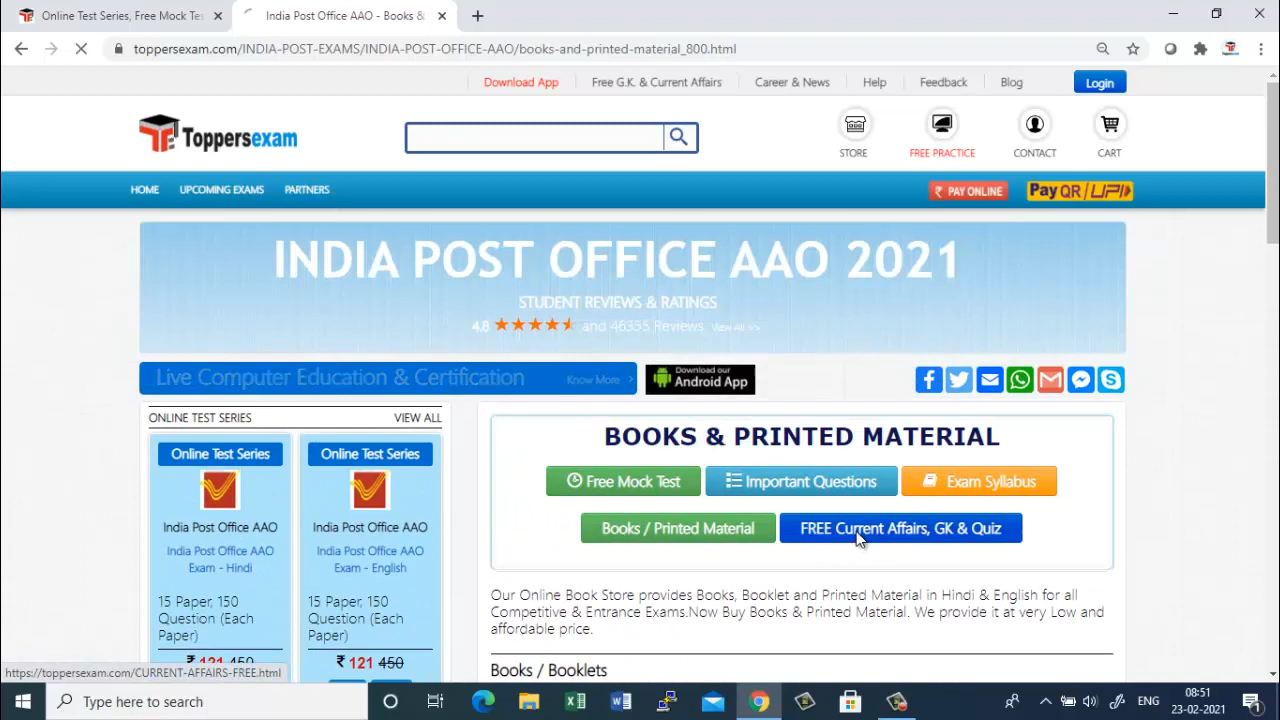 Online Test Series, Free Mock Tes
India Post Office AAO - Books &
toppersexam.com/INDIA-POST-EXAMS/INDIA-POST-OFFICE-AAO/books-and-printed-material_800.html
Download App Free G.K. & Current Affairs Career & News Help Feedback Blog Login
Toppersexam
STORE FREE PRACTICE CONTACT CART
HOME UPCOMING EXAMS PARTNERS
₹ PAY ONLINE Pay QR / UPI
INDIA POST OFFICE AAO 2021
STUDENT REVIEWS & RATINGS
4.8 and 46355 Reviews View All >>
Live Computer Education & Certification Know More
Download our
Android App
ONLINE TEST SERIES VIEW ALL
Online Test Series
India Post Office AAO
India Post Office AAO
Exam - Hindi
15 Paper, 150
Question (Each
Paper)
₹ 121 450
Online Test Series
India Post Office AAO
India Post Office AAO
Exam - English
15 Paper, 150
Question (Each
Paper)
₹ 121 450
BOOKS & PRINTED MATERIAL
Free Mock Test Important Questions Exam Syllabus
Books / Printed Material FREE Current Affairs, GK & Quiz
Our Online Book Store provides Books, Booklet and Printed Material in Hindi & English for all
Competitive & Entrance Exams.Now Buy Books & Printed Material. We provide it at very Low and
affordable price.
Books / Booklets
https://toppersexam.com/CURRENT-AFFAIRS-FREE.html
Type here to search
ENG
08:51
23-02-2021
1